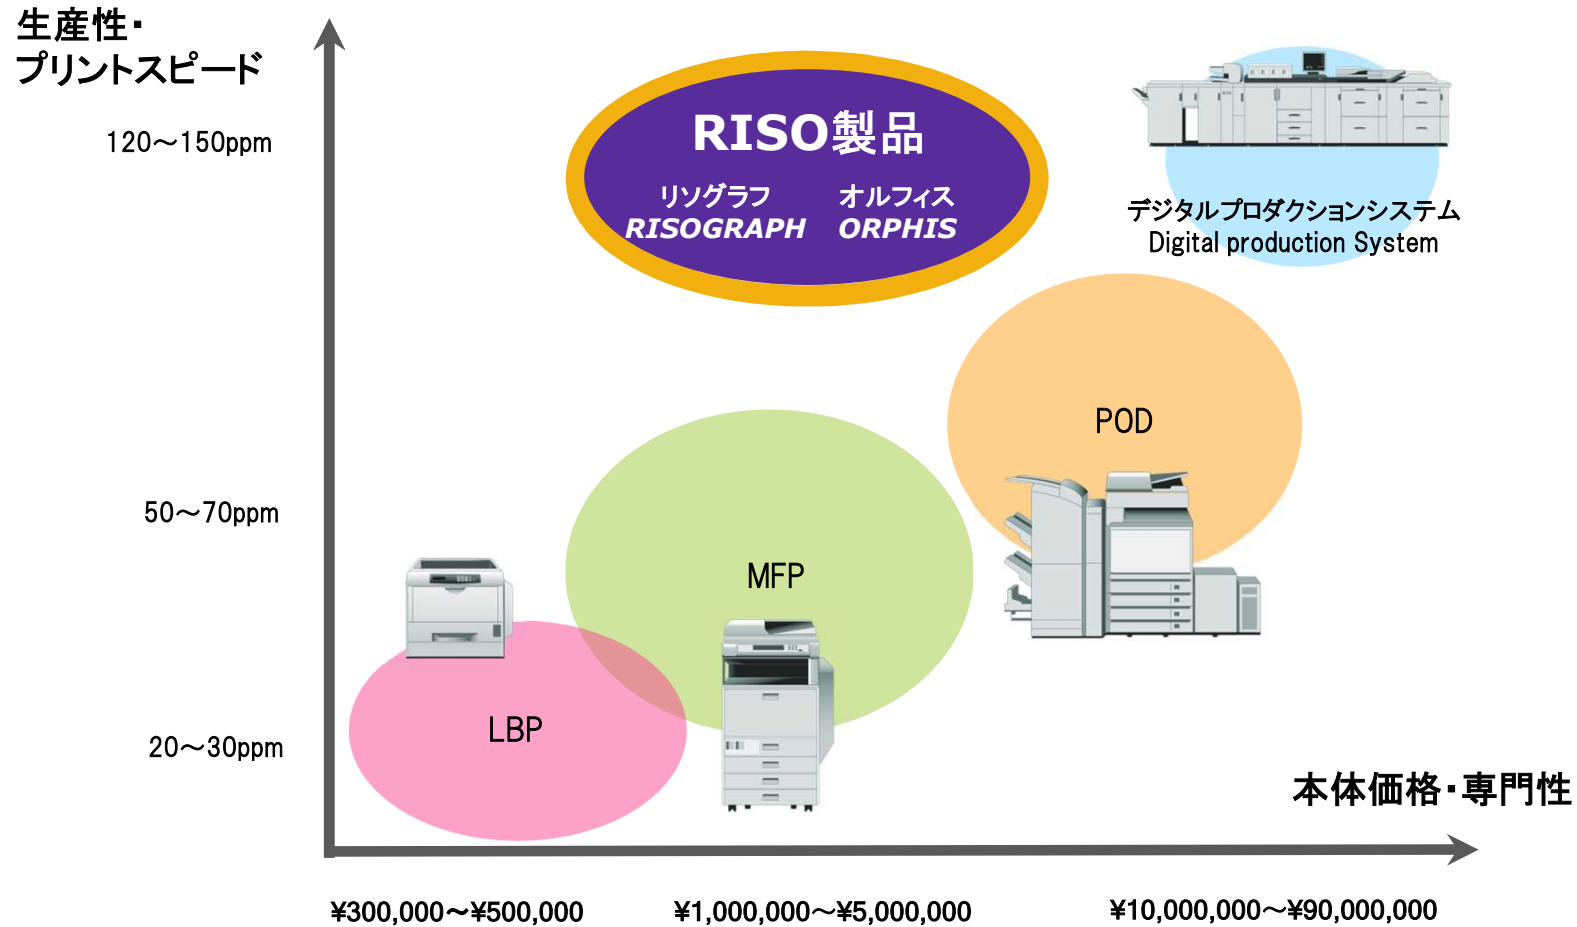 生産性・
プリントスピード
120～150ppm
RISO製品
リソグラフ オルフィス
RISOGRAPH ORPHIS
デジタルプロダクションシステム
Digital production System
POD
50～70ppm
MFP
LBP
20～30ppm
本体価格・専門性
¥300,000～¥500,000
¥1,000,000～¥5,000,000
¥10,000,000～¥90,000,000